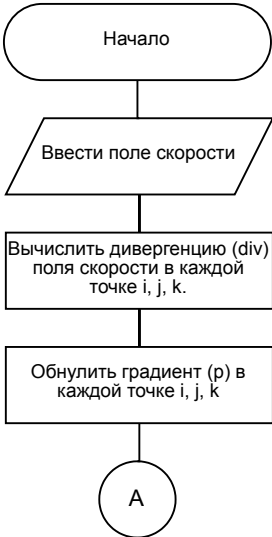 Начало
Ввести поле скорости
Вычислить дивергенцию (div)
поля скорости в каждой
точке i, j, k.
Обнулить градиент (p) в
каждой точке i, j, k
А